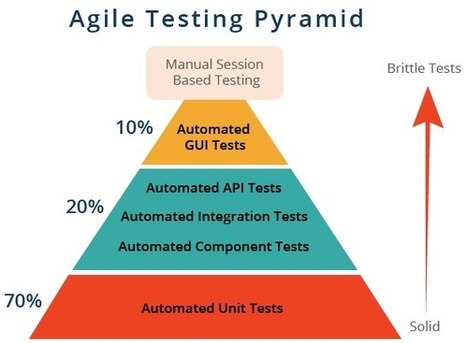 Agile Testing Pyramid
Manual Session
Based Testing
Brittle Tests
10%
Automated
GUI Tests
20%
Automated API Tests
Automated Integration Tests
Automated Component Tests
70%
Automated Unit Tests
Solid